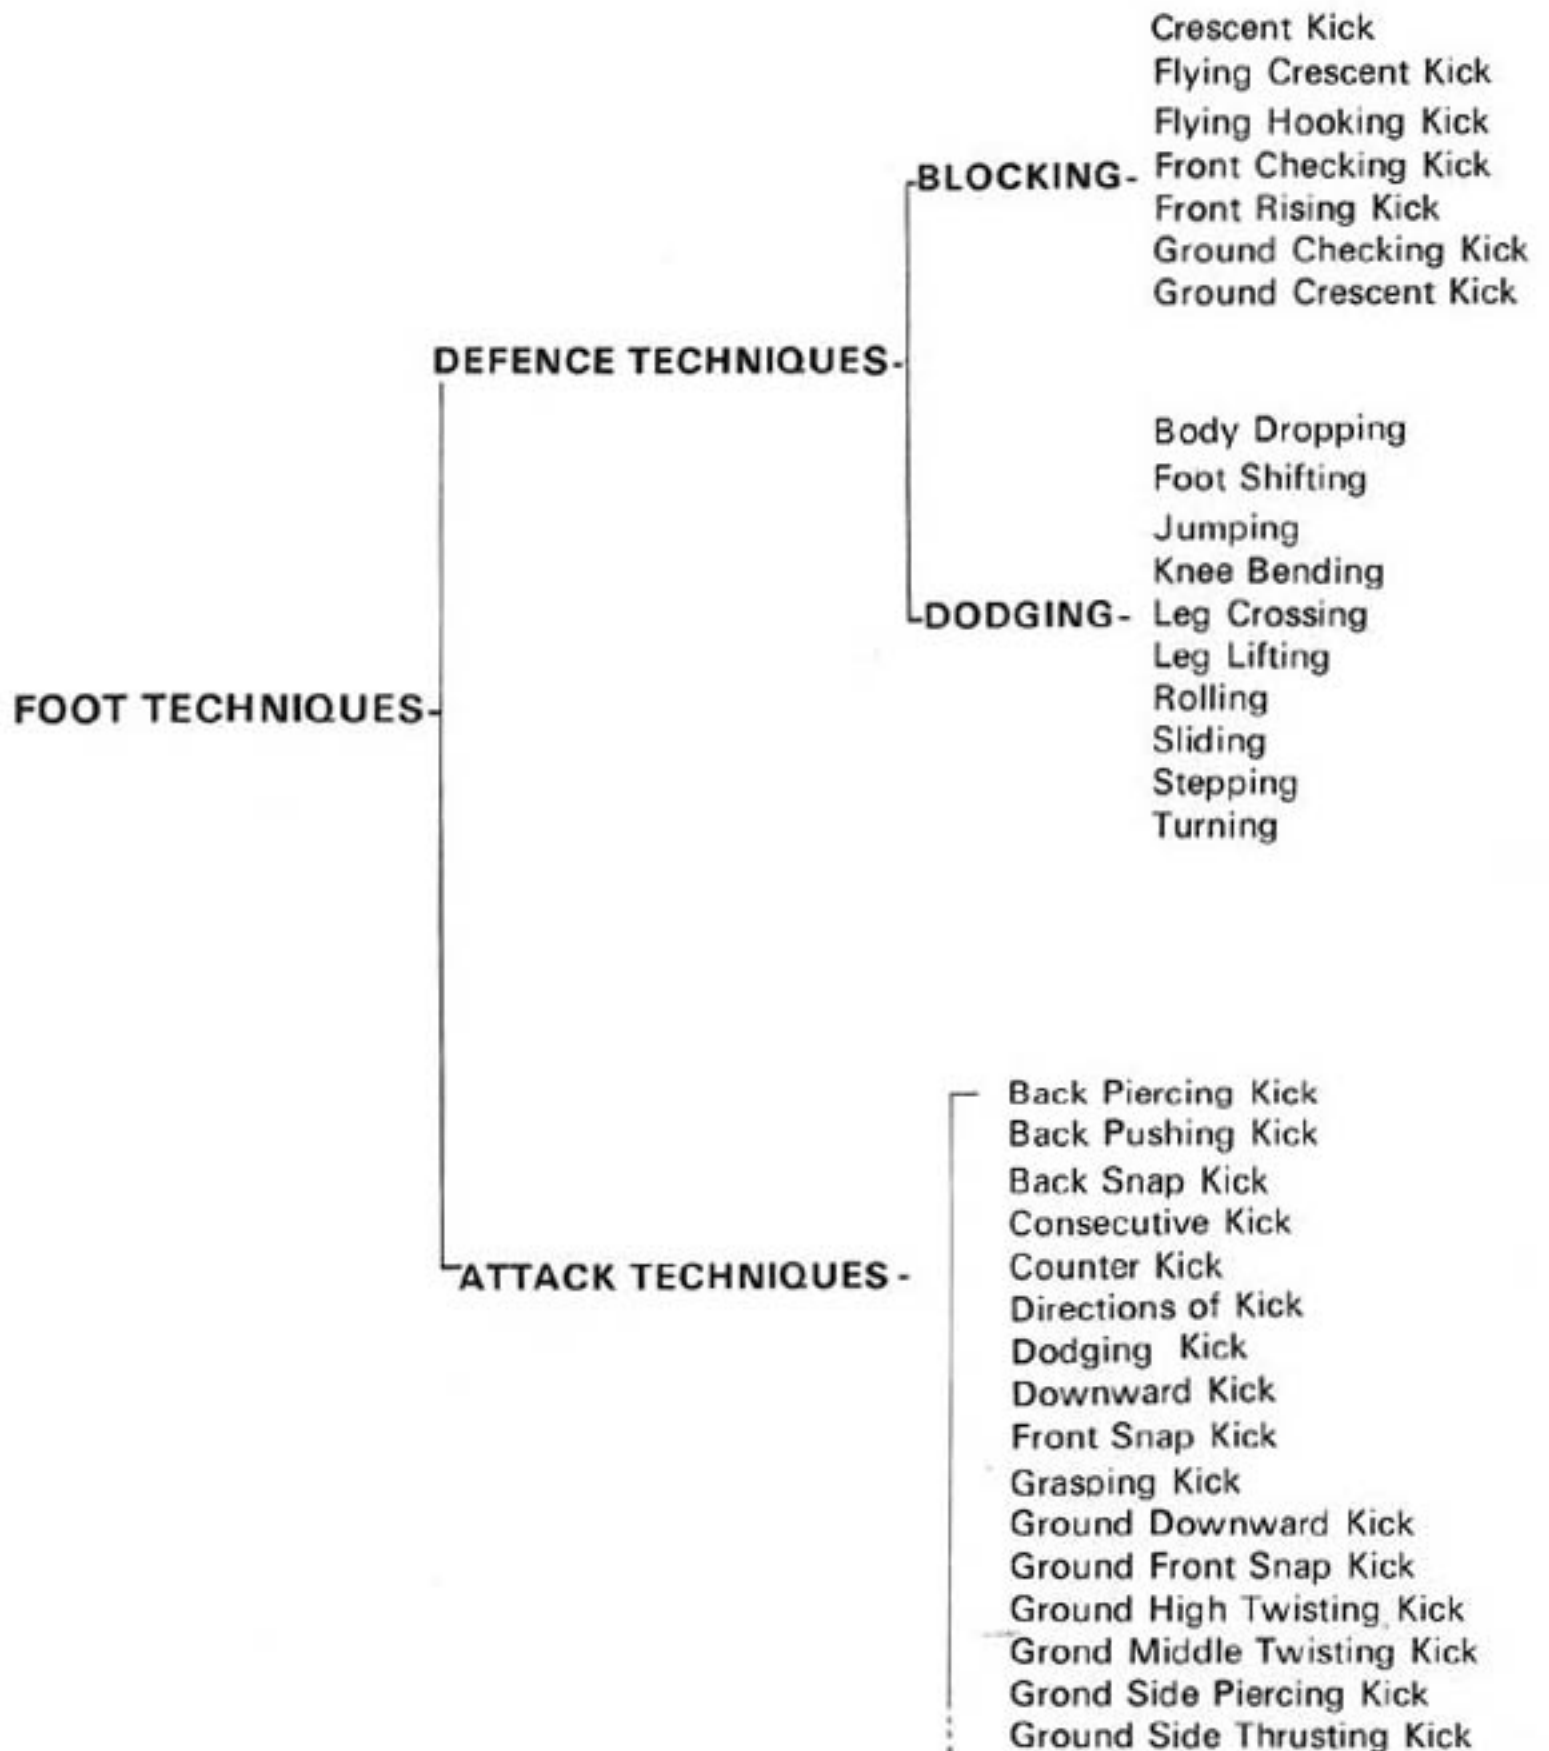 Crescent Kick
Flying Crescent Kick
Flying Hooking Kick
BLOCKING- Front Checking Kick
Front Rising Kick
Ground Checking Kick
Ground Crescent Kick
DEFENCE TECHNIQUES-
Body Dropping
Foot Shifting
Jumping
Knee Bending
DODGING- Leg Crossing
Leg Lifting
Rolling
Sliding
Stepping
Turning
FOOT TECHNIQUES-
ATTACK TECHNIQUES -
Back Piercing Kick
Back Pushing Kick
Back Snap Kick
Consecutive Kick
Counter Kick
Directions of Kick
Dodging Kick
Downward Kick
Front Snap Kick
Grasping Kick
Ground Downward Kick
Ground Front Snap Kick
Ground High Twisting Kick
Grond Middle Twisting Kick
Grond Side Piercing Kick
Ground Side Thrusting Kick